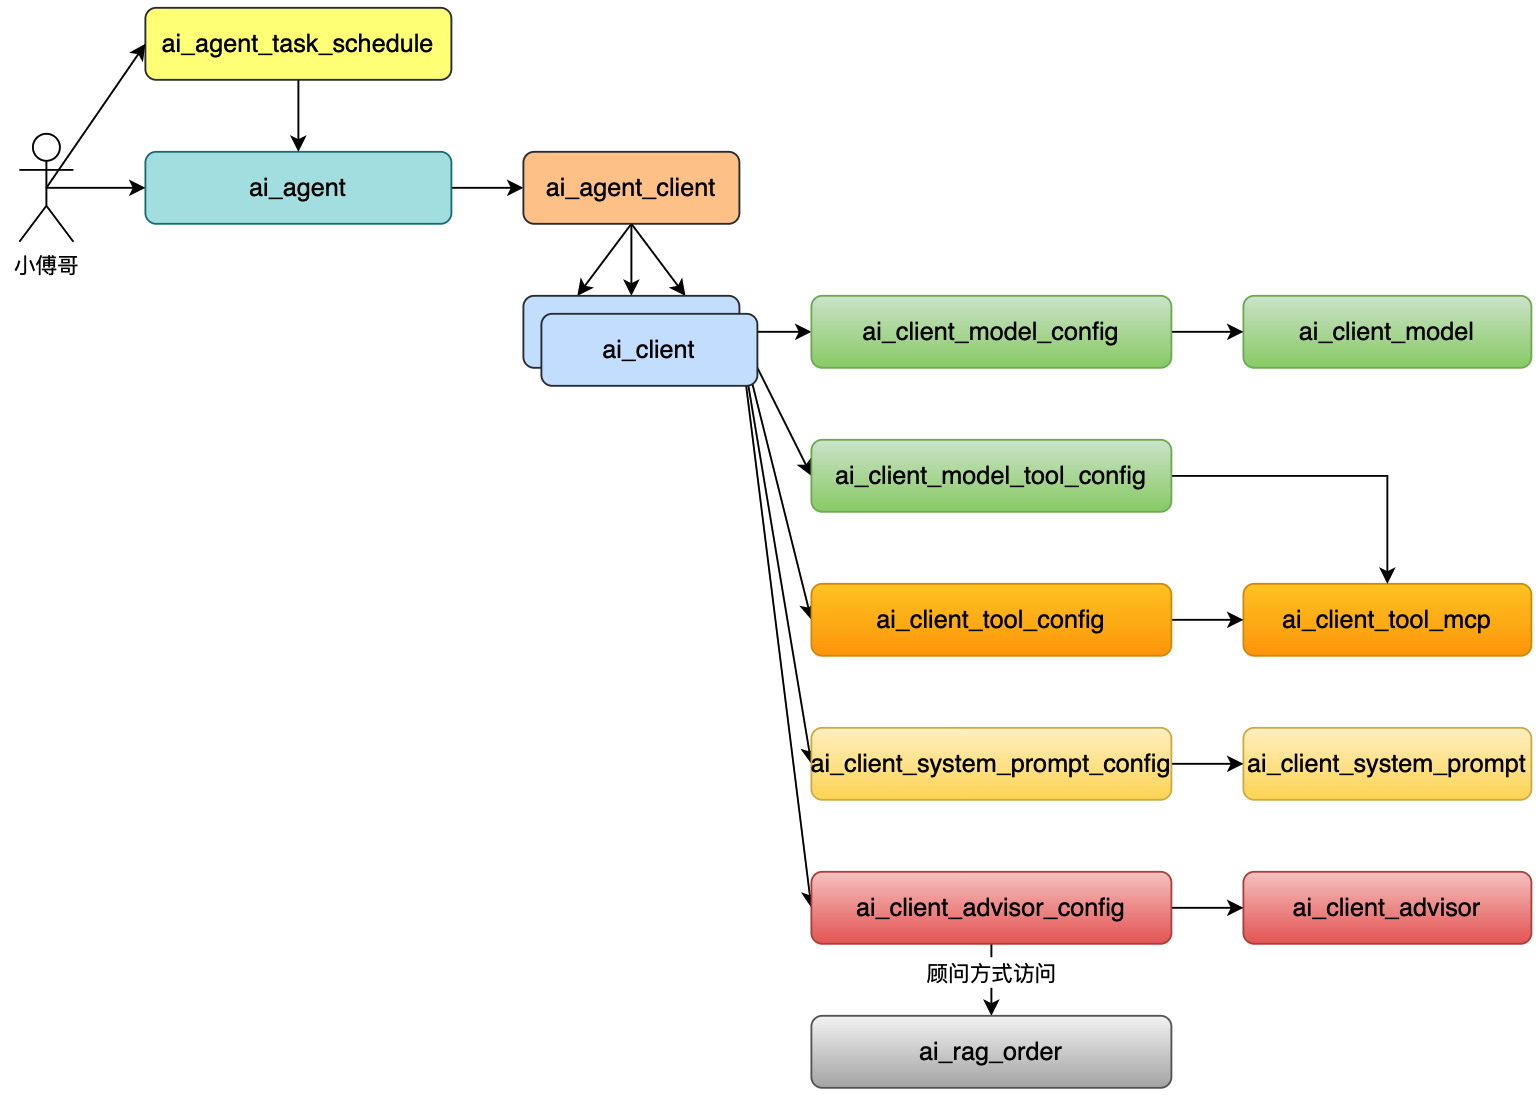 ai_agent_task_schedule
ai_agent
ai_agent_client
小傅哥
ai_client
ai_client_model_config
ai_client_model
ai_client_model_tool_config
ai_client_tool_config
ai_client_tool_mcp
ai_client_system_prompt_config
ai_client_system_prompt
ai_client_advisor_config
ai_client_advisor
顾问方式访问
ai_rag_order